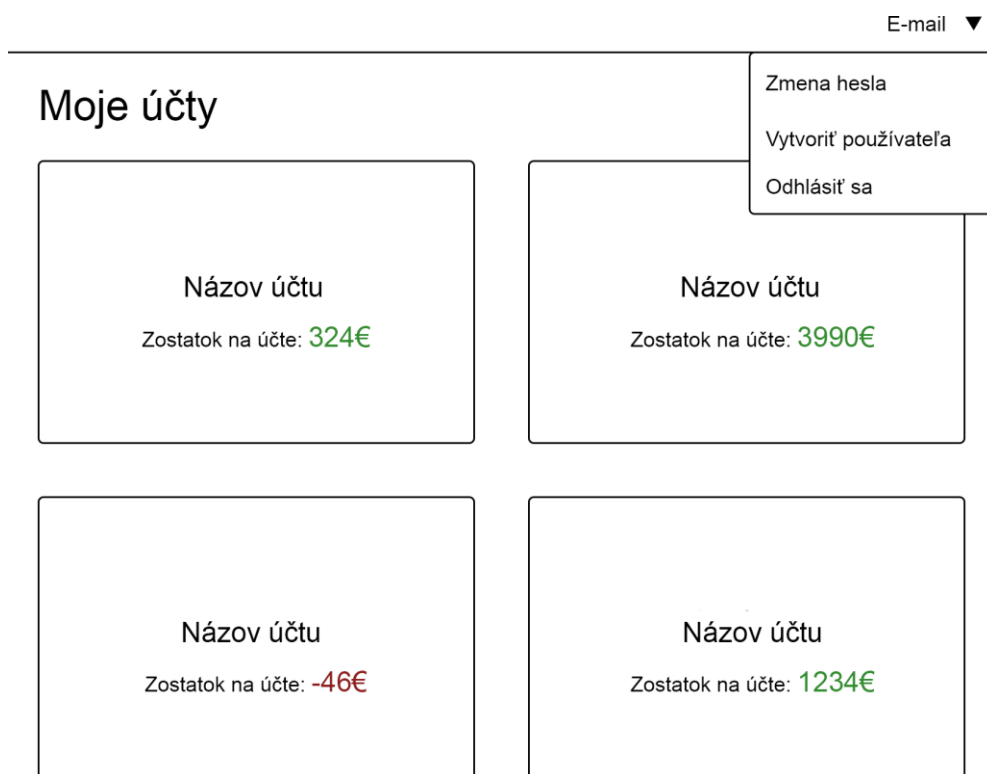 E-mail ▼
Zmena hesla
Vytvoriť používateľa
Odhlásiť sa
Moje účty
Názov účtu
Zostatok na účte: 324€
Názov účtu
Zostatok na účte: 3990€
Názov účtu
Zostatok na účte: -46€
Názov účtu
Zostatok na účte: 1234€